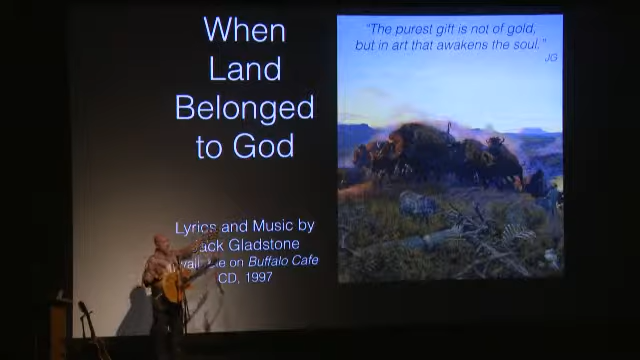 When
Land
Belonged
to God
Lyrics and Music by
Jack Gladstone
on Buffalo Cafe
CD, 1997
"The purest gift is not of gold,
but in art that awakens the soul."
JG